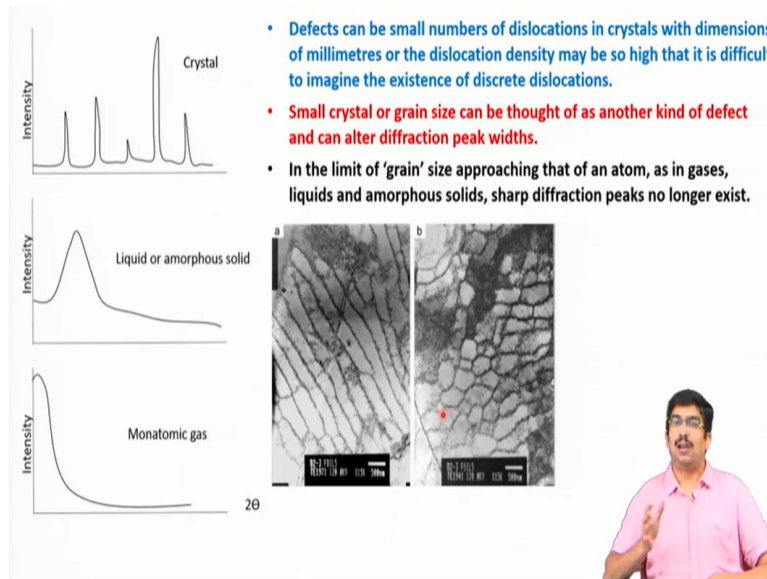 • Defects can be small numbers of dislocations in crystals with dimension
of millimetres or the dislocation density may be so high that it is difficul
to imagine the existence of discrete dislocations.
• Small crystal or grain size can be thought of as another kind of defect
and can alter diffraction peak widths.
• In the limit of 'grain' size approaching that of an atom, as in gases,
liquids and amorphous solids, sharp diffraction peaks no longer exist.
Intensity
Crystal
Intensity
Liquid or amorphous solid
Intensity
Monatomic gas
2θ
a
b
500nm
500nm